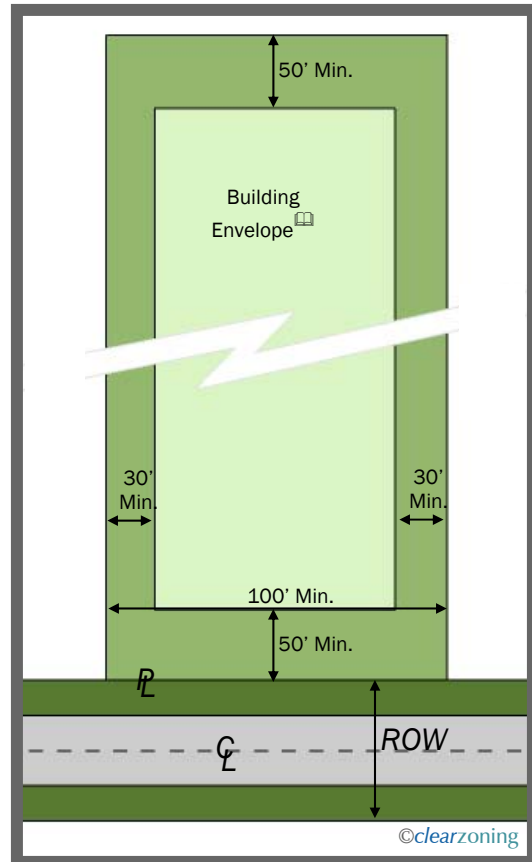 50’ Min.
Building
Envelope
30’
Min.
30’
Min.
100’ Min.
50’ Min.
PL
CL
ROW
©clearzoning